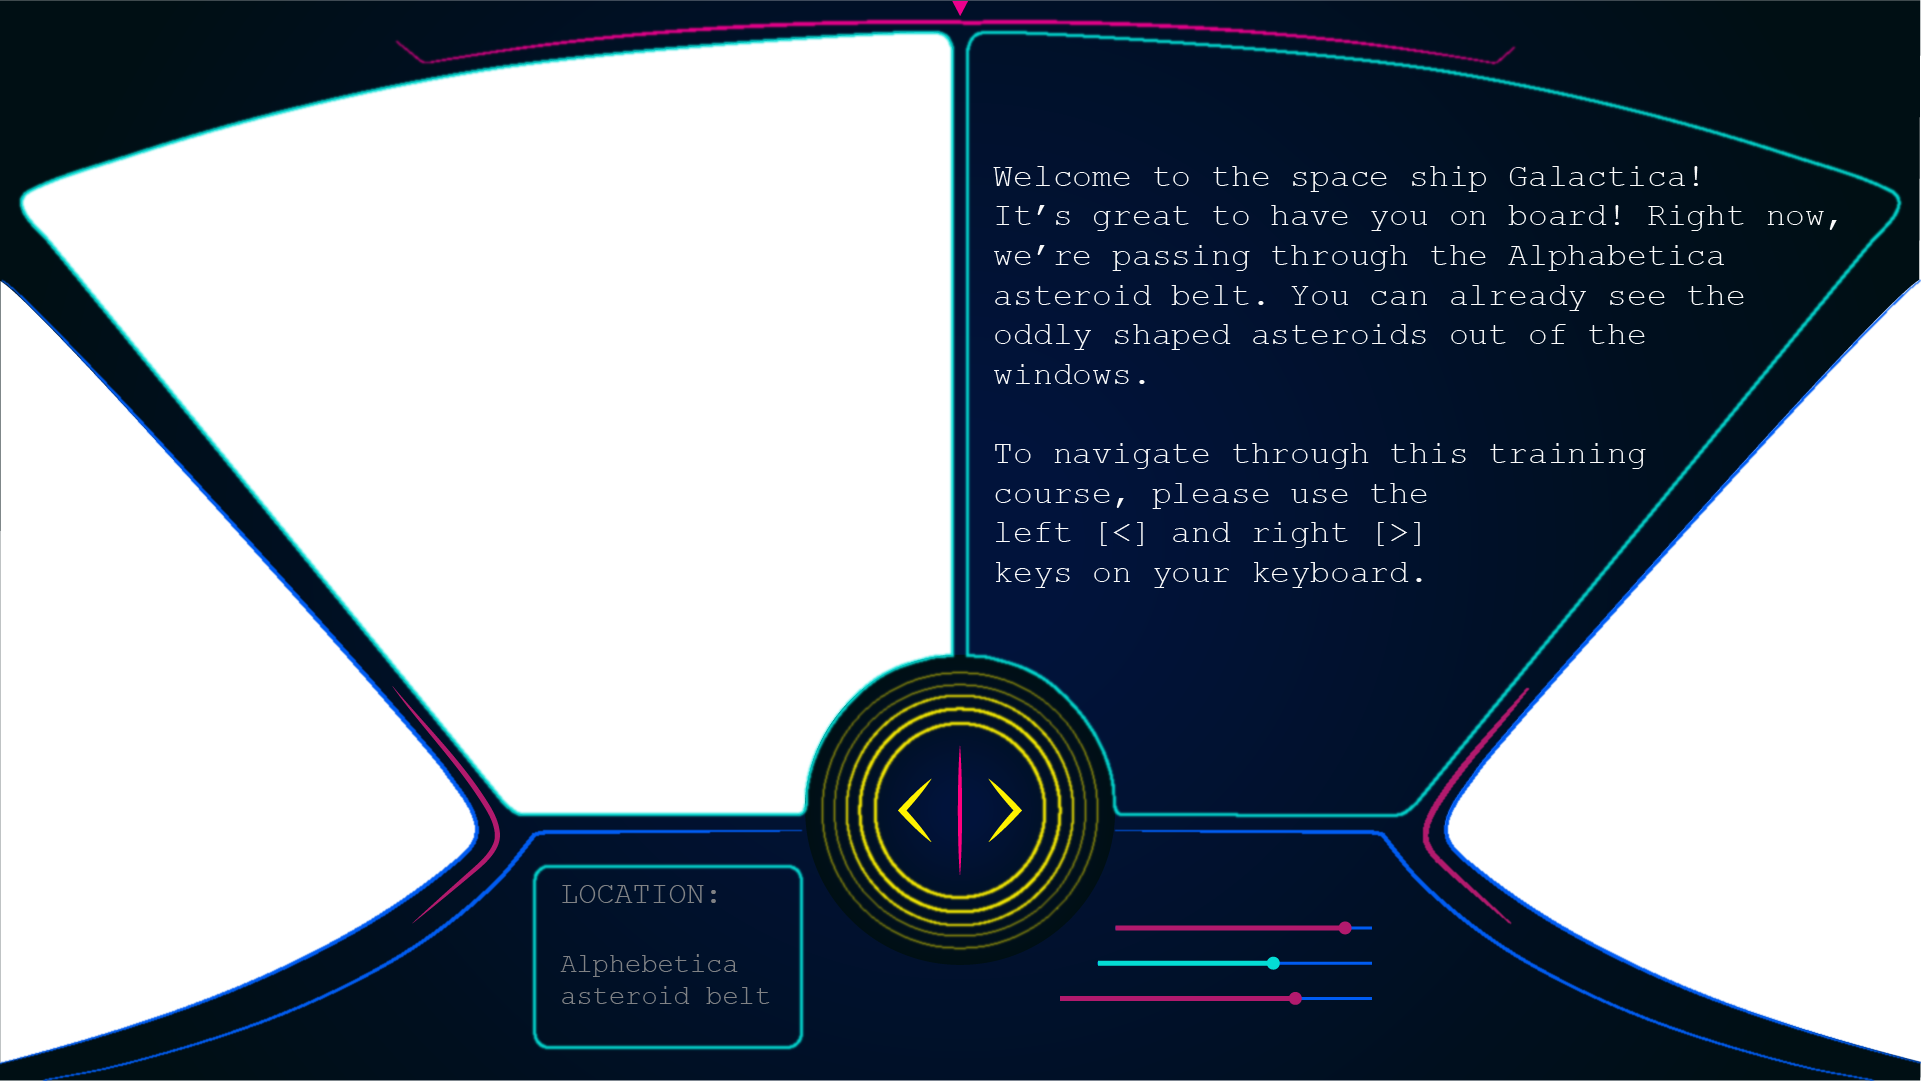 Welcome to the space ship Galactica!
It’s great to have you on board! Right now,
we’re passing through the Alphabetica
asteroid belt. You can already see the
oddly shaped asteroids out of the
windows.
To navigate through this training
course, please use the
left [<] and right [>]
keys on your keyboard.
LOCATION:
Alphebetica
asteroid belt